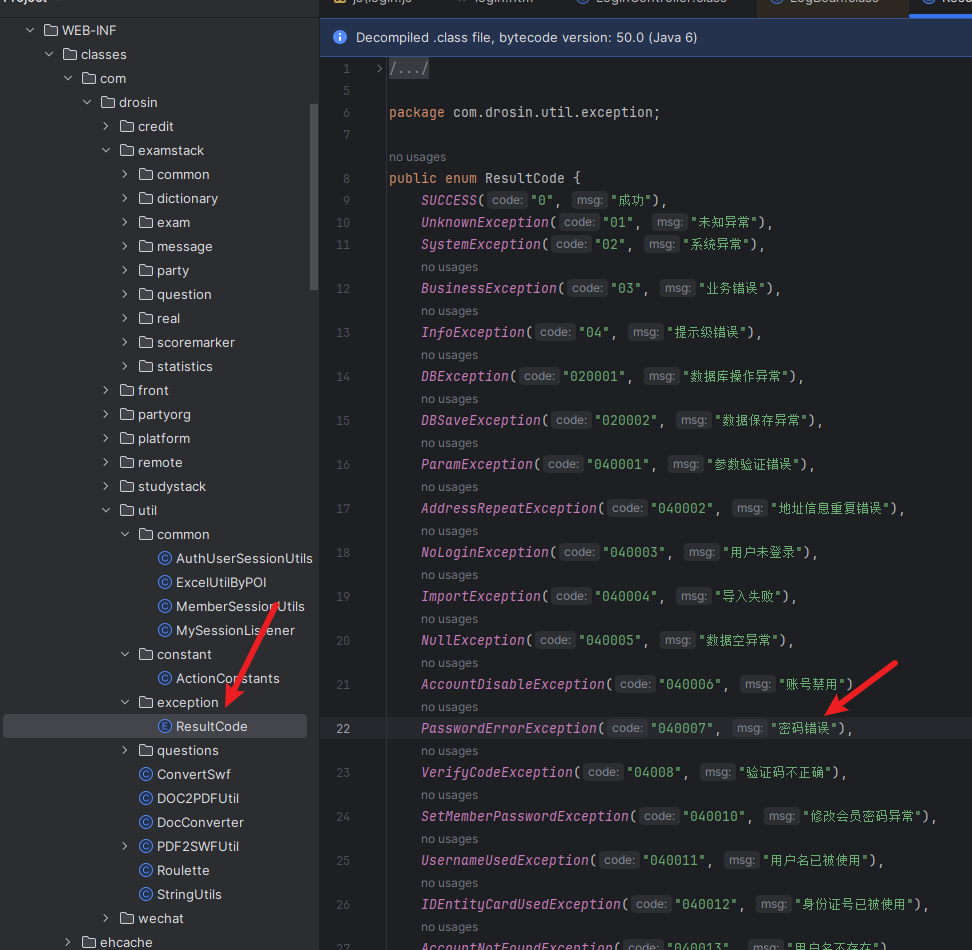 WEB-INF
classes
com
drosin
credit
examstack
common
dictionary
exam
message
party
question
real
scoremarker
statistics
front
partyorg
platform
remote
studystack
util
common
AuthUserSessionUtils
ExcelUtilByPOI
MemberSessionUtils
MySessionListener
constant
ActionConstants
exception
ResultCode
questions
ConvertSwf
DOC2PDFUtil
DocConverter
PDF2SWFUtil
Roulette
StringUtils
wechat
ehcache
Decompiled .class file, bytecode version: 50.0 (Java 6)
1 /.../
5
6 package com.drosin.util.exception;
7
no usages
8 public enum ResultCode {
9 SUCCESS( code: "0", msg: "成功"),
10 UnknownException( code: "01", msg: "未知异常"),
11 SystemException( code: "02", msg: "系统异常"),
no usages
12 BusinessException( code: "03", msg: "业务错误"),
no usages
13 InfoException( code: "04", msg: "提示级错误"),
no usages
14 DBException( code: "020001", msg: "数据库操作异常"),
no usages
15 DBSaveException( code: "020002", msg: "数据保存异常"),
no usages
16 ParamException( code: "040001", msg: "参数验证错误"),
no usages
17 AddressRepeatException( code: "040002", msg: "地址信息重复错误"),
no usages
18 NoLoginException( code: "040003", msg: "用户未登录"),
no usages
19 ImportException( code: "040004", msg: "导入失败"),
no usages
20 NullException( code: "040005", msg: "数据空异常"),
no usages
21 AccountDisableException( code: "040006", msg: "账号禁用")
no usages
22 PasswordErrorException( code: "040007", msg: "密码错误"),
no usages
23 VerifyCodeException( code: "04008", msg: "验证码不正确"),
no usages
24 SetMemberPasswordException( code: "040010", msg: "修改会员密码异常"),
no usages
25 UsernameUsedException( code: "040011", msg: "用户名已被使用"),
no usages
26 IDEntityCardUsedException( code: "040012", msg: "身份证号已被使用"),
no usages
27 AccountNotFoundException( code: "040013", msg: "用户名不存在")